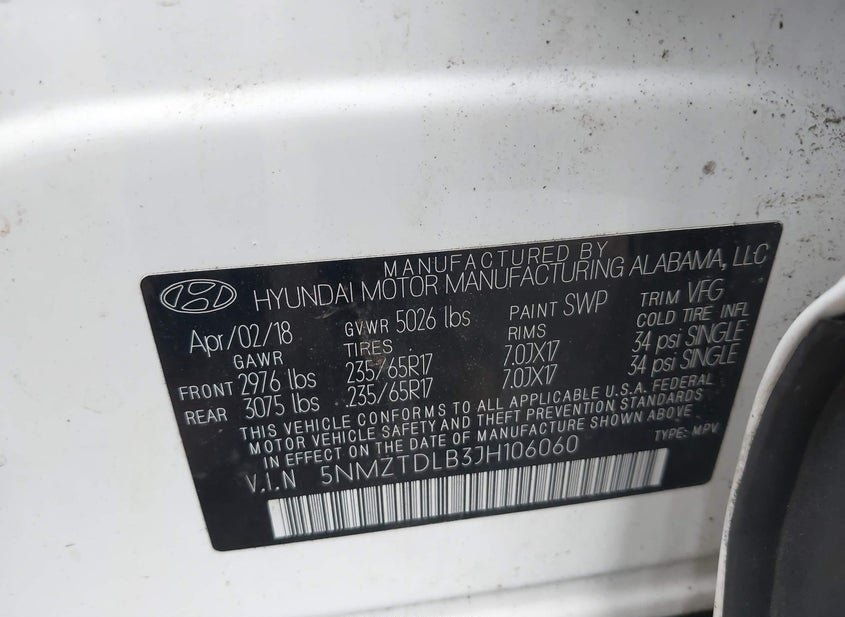 MANUFACTURED BY
HYUNDAI MOTOR MANUFACTURING ALABAMA, LLC
Apr/02/18 GVWR 5026 lbs PAINT SWP TRIM VFG
GAWR TIRES RIMS COLD TIRE INFL
FRONT 2976 lbs 235/65R17 7.0JX17 34 psi SINGLE
REAR 3075 lbs 235/65R17 7.0JX17 34 psi SINGLE
THIS VEHICLE CONFORMS TO ALL APPLICABLE U.S.A. FEDERAL
MOTOR VEHICLE SAFETY AND THEFT PREVENTION STANDARDS
IN EFFECT ON THE DATE OF MANUFACTURE SHOWN ABOVE
V.I.N 5NMZTDLB3JH106060 TYPE:-MPV